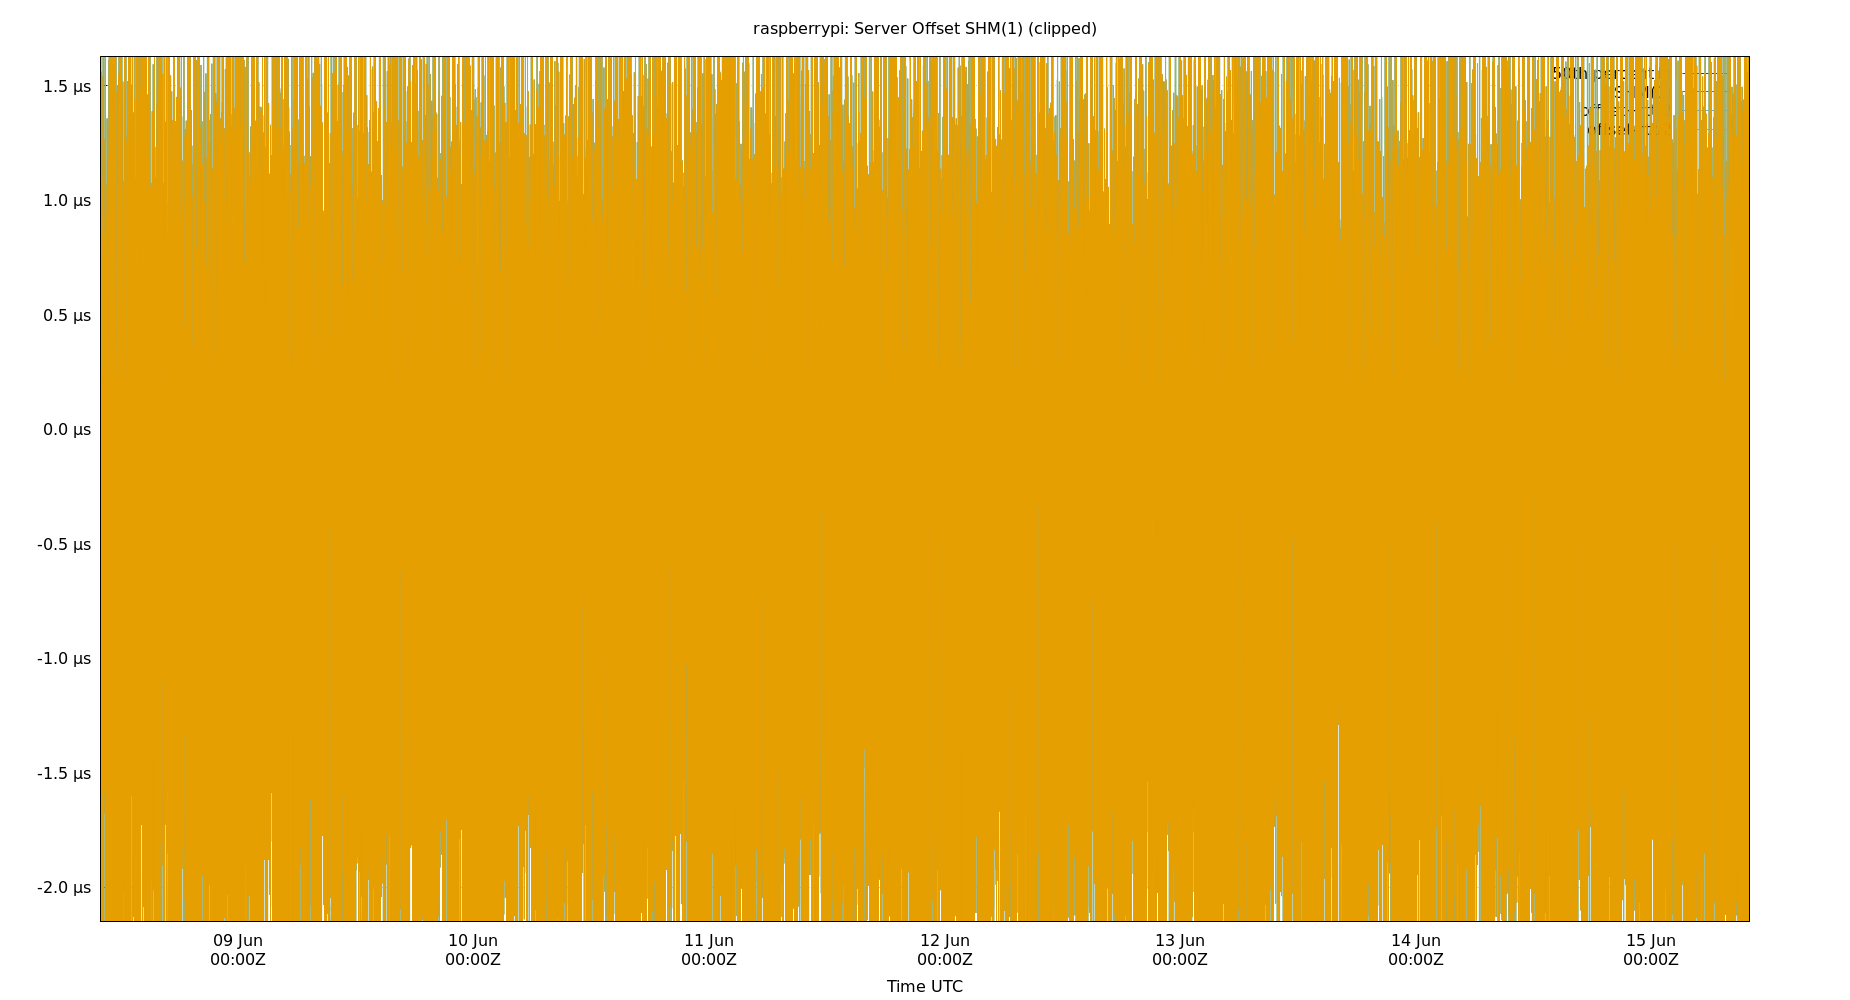 raspberrypi: Server Offset SHM(1) (clipped)
1.5 µs
1.0 µs
0.5 µs
0.0 µs
-0.5 µs
-1.0 µs
-1.5 µs
-2.0 µs
09 Jun 10 Jun 11 Jun 12 Jun 13 Jun 14 Jun 15 Jun
00:00Z 00:00Z 00:00Z 00:00Z 00:00Z 00:00Z 00:00Z
Time UTC